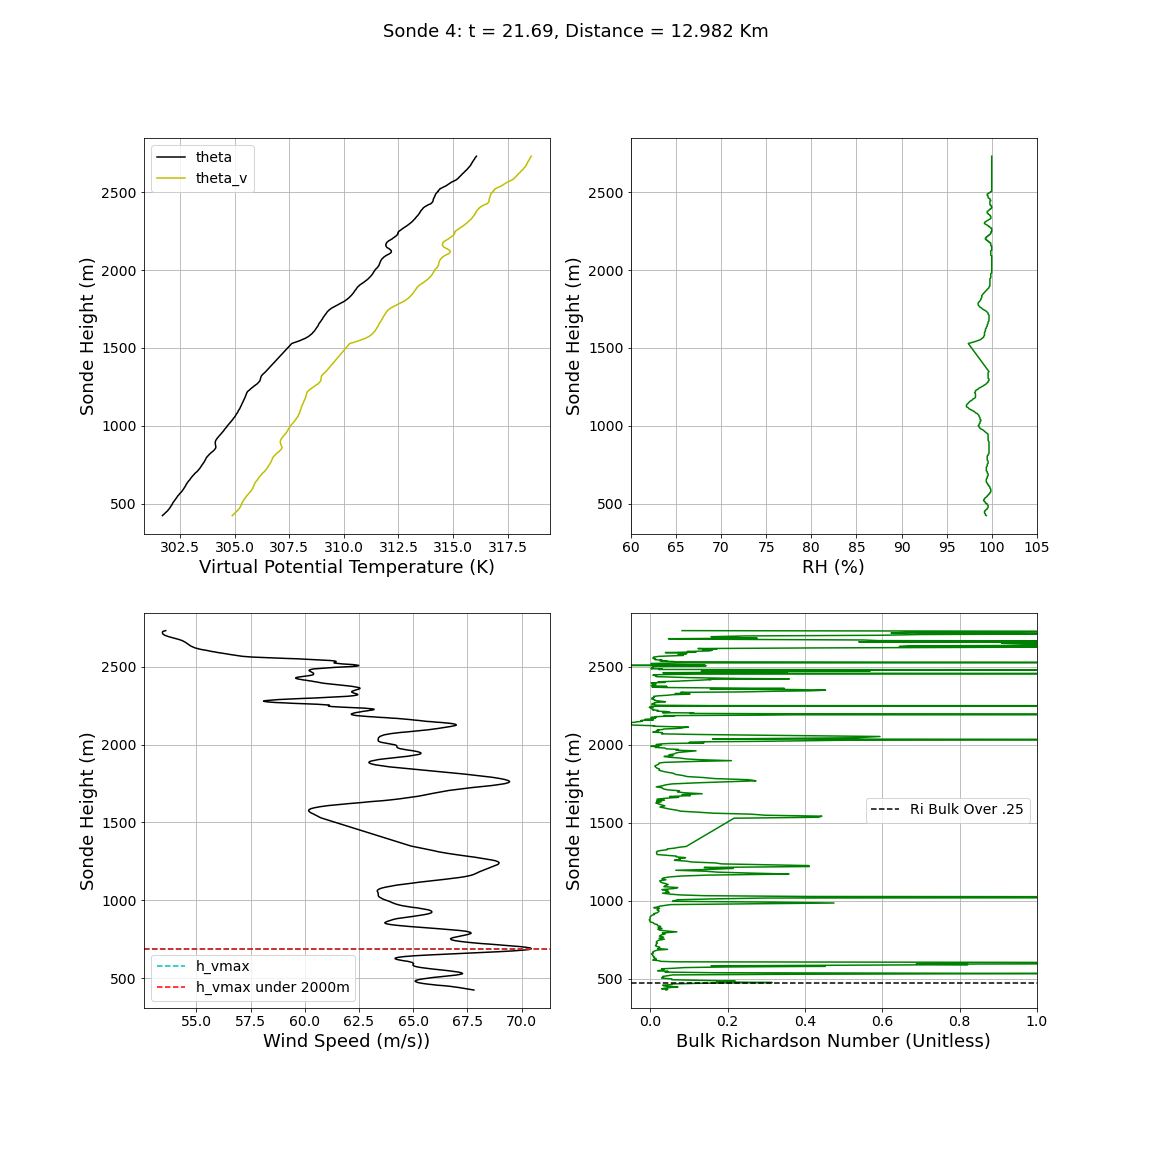 Sonde 4: t = 21.69, Distance = 12.982 Km
theta
theta_v
2500
2000
1500
1000
500
Sonde Height (m)
302.5 305.0 307.5 310.0 312.5 315.0 317.5
Virtual Potential Temperature (K)
2500
2000
1500
1000
500
Sonde Height (m)
60 65 70 75 80 85 90 95 100 105
RH (%)
2500
2000
1500
1000
500
Sonde Height (m)
h_vmax
h_vmax under 2000m
55.0 57.5 60.0 62.5 65.0 67.5 70.0
Wind Speed (m/s))
2500
2000
1500
1000
500
Sonde Height (m)
Ri Bulk Over .25
0.0 0.2 0.4 0.6 0.8 1.0
Bulk Richardson Number (Unitless)